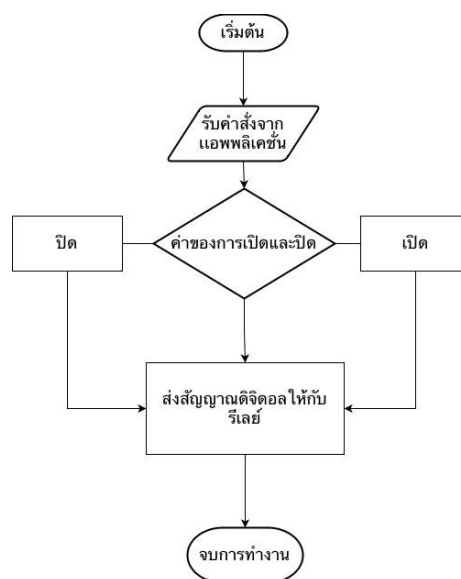 เริ่มต้น
รับคำสั่งจาก
แอพพลิเคชั่น
ปิด
ค่าของการเปิดและปิด
เปิด
ส่งสัญญาณดิจิดอลให้กับ
รีเลย์
จบการทำงาน